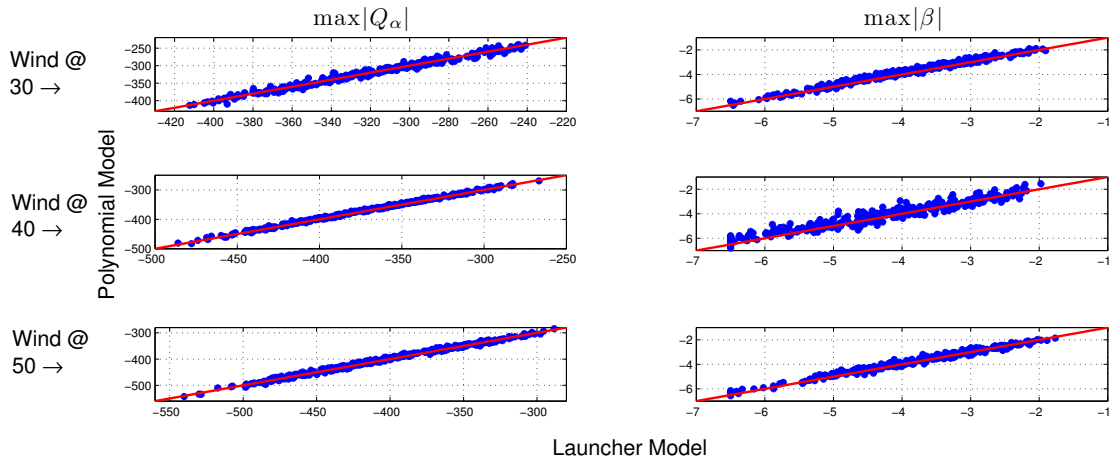 max|Qα| max|β|
Wind @
30 →
−250
−300
−350
−400
−420 −400 −380 −360 −340 −320 −300 −280 −260 −240 −220
−2
−4
−6
−7 −6 −5 −4 −3 −2 −1
Polynomial Model
Wind @
40 →
−300
−400
−500
−500 −450 −400 −350 −300 −250
−2
−4
−6
−7 −6 −5 −4 −3 −2 −1
Wind @
50 →
−300
−400
−500
−550 −500 −450 −400 −350 −300
−2
−4
−6
−7 −6 −5 −4 −3 −2 −1
Launcher Model